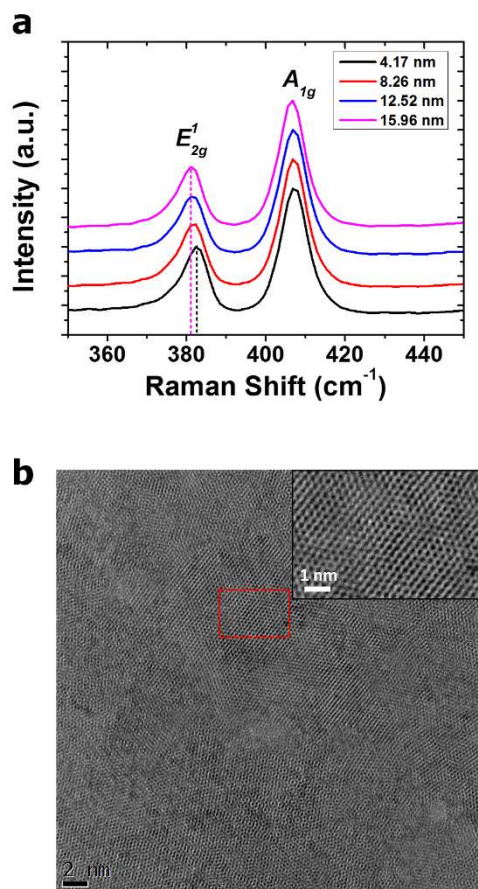 a
4.17 nm
8.26 nm
12.52 nm
15.96 nm
E¹₂g
A₁g
Intensity (a.u.)
360 380 400 420 440
Raman Shift (cm⁻¹)
b
1 nm
2 nm